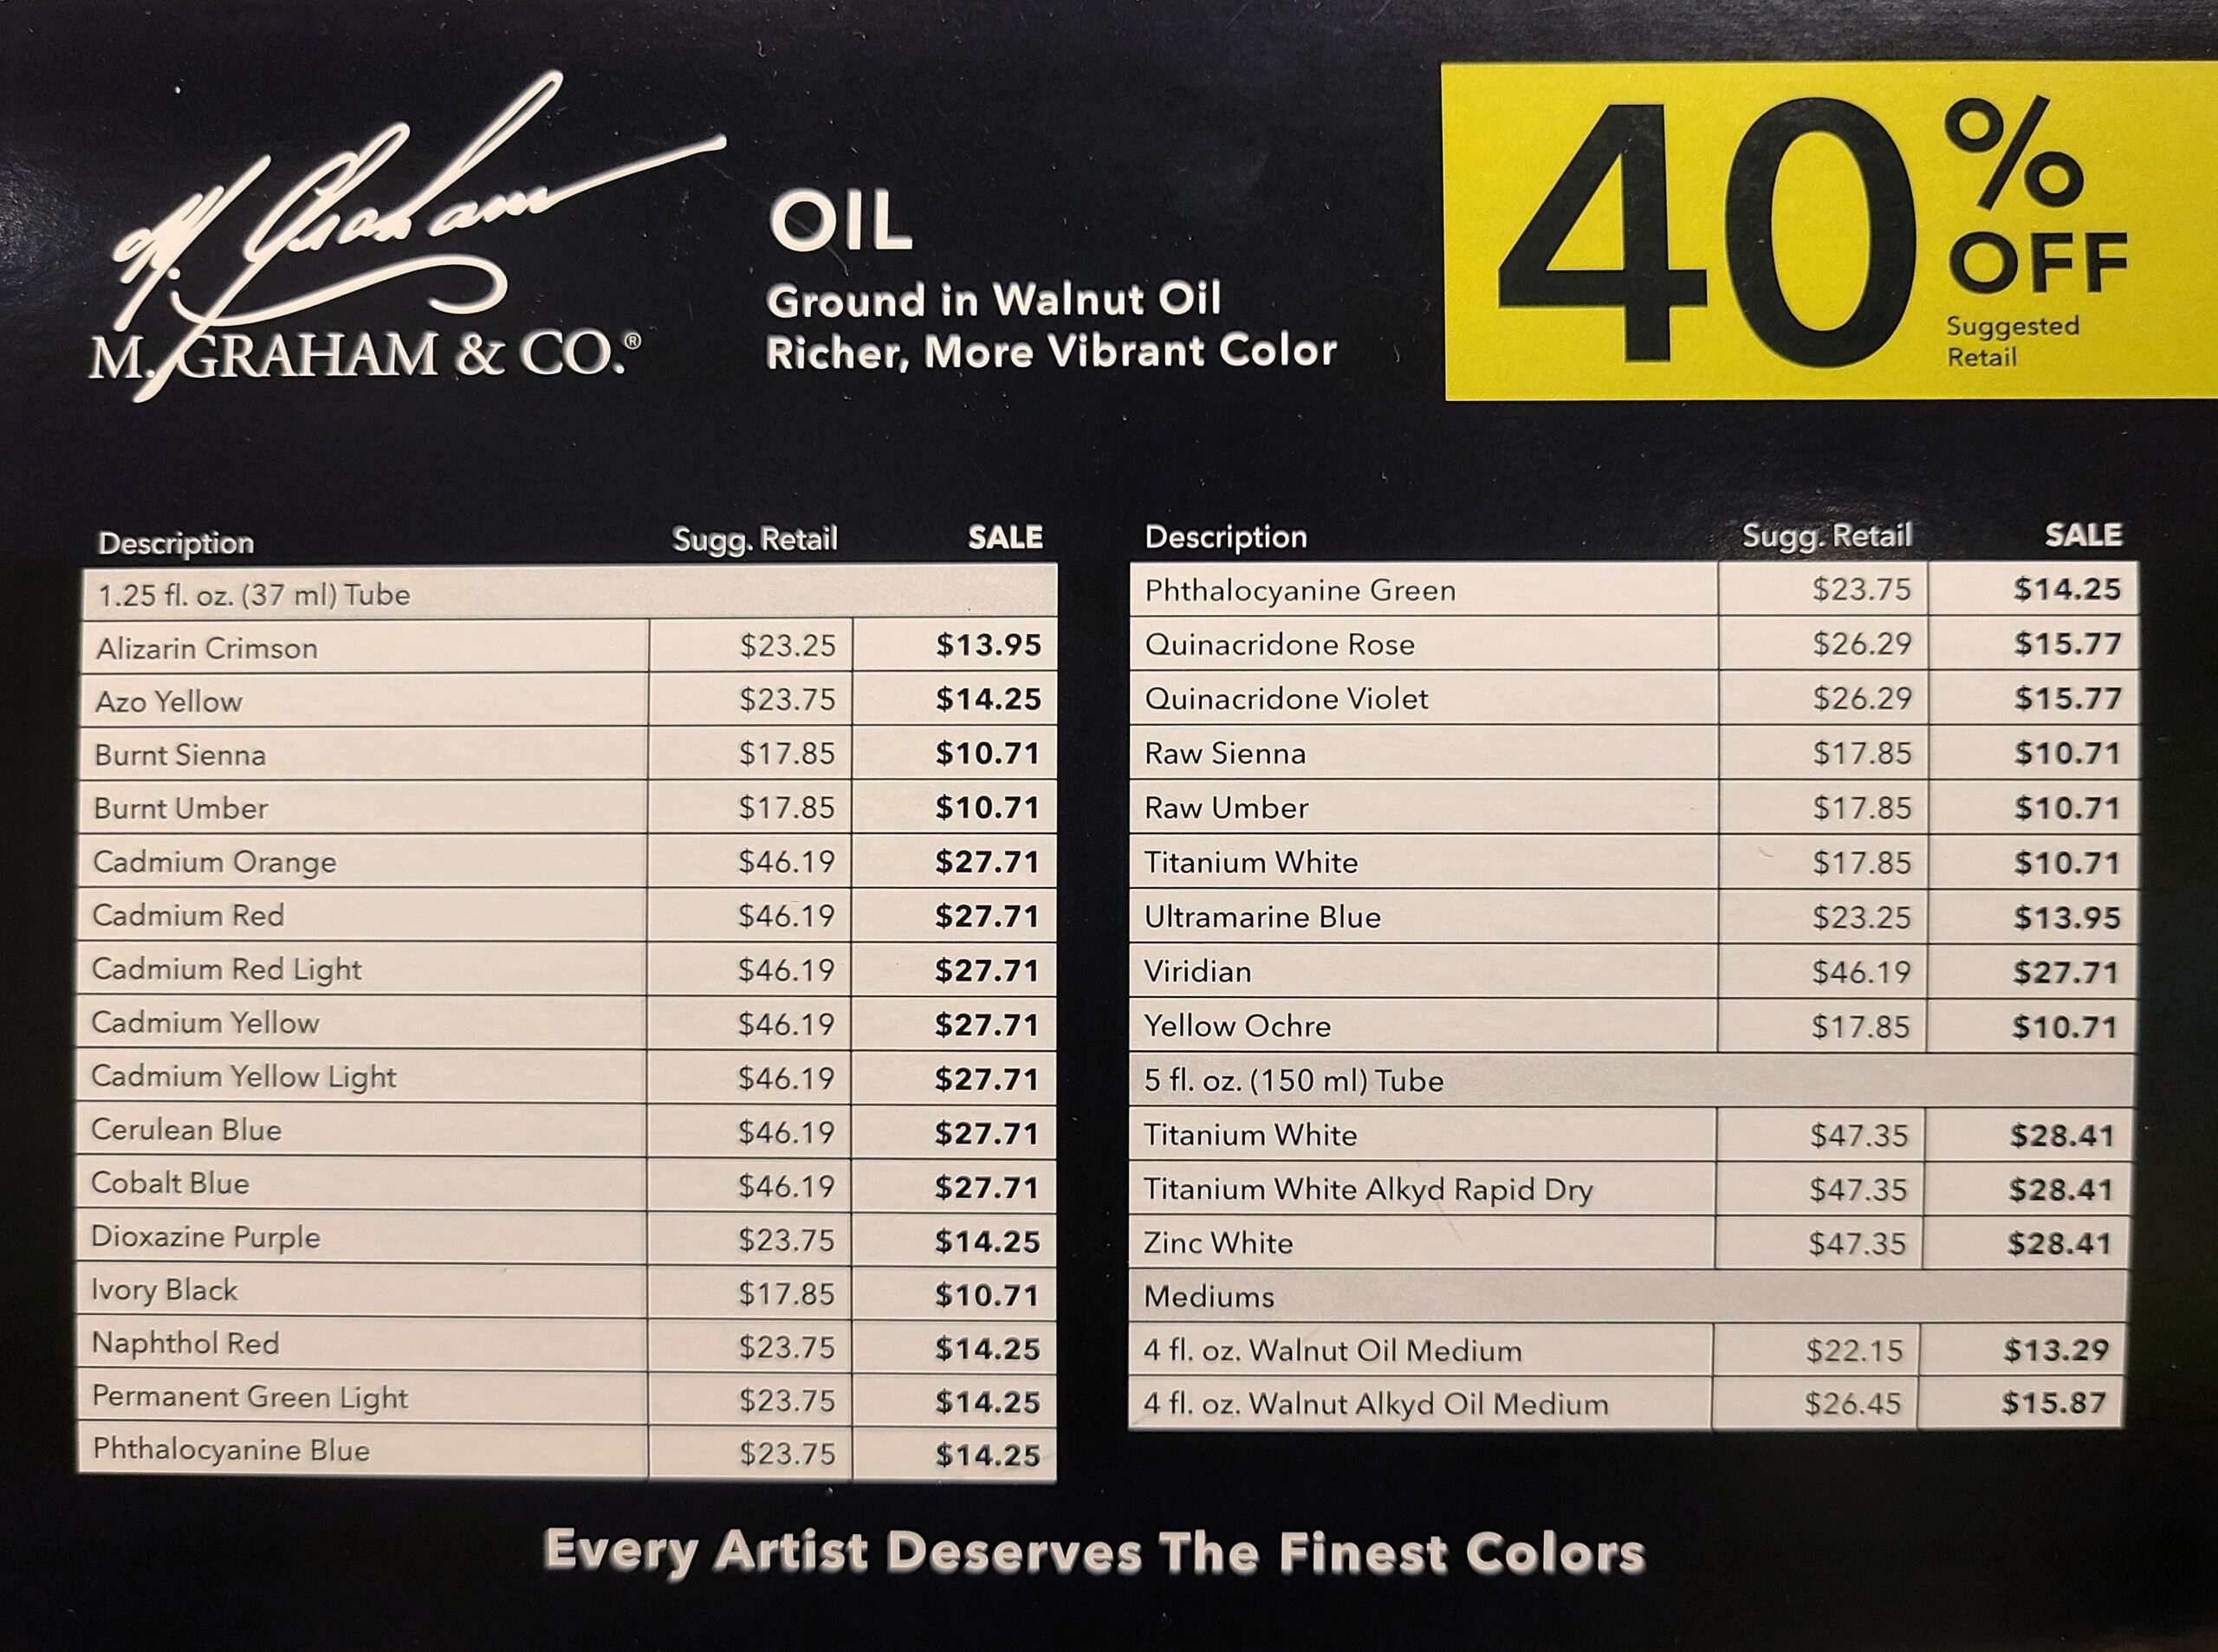 M. Graham
M. GRAHAM & CO.®
OIL
Ground in Walnut Oil
Richer, More Vibrant Color
40% OFF
Suggested
Retail
Description Sugg. Retail SALE
1.25 fl. oz. (37 ml) Tube
Alizarin Crimson $23.25 $13.95
Azo Yellow $23.75 $14.25
Burnt Sienna $17.85 $10.71
Burnt Umber $17.85 $10.71
Cadmium Orange $46.19 $27.71
Cadmium Red $46.19 $27.71
Cadmium Red Light $46.19 $27.71
Cadmium Yellow $46.19 $27.71
Cadmium Yellow Light $46.19 $27.71
Cerulean Blue $46.19 $27.71
Cobalt Blue $46.19 $27.71
Dioxazine Purple $23.75 $14.25
Ivory Black $17.85 $10.71
Naphthol Red $23.75 $14.25
Permanent Green Light $23.75 $14.25
Phthalocyanine Blue $23.75 $14.25
Description Sugg. Retail SALE
Phthalocyanine Green $23.75 $14.25
Quinacridone Rose $26.29 $15.77
Quinacridone Violet $26.29 $15.77
Raw Sienna $17.85 $10.71
Raw Umber $17.85 $10.71
Titanium White $17.85 $10.71
Ultramarine Blue $23.25 $13.95
Viridian $46.19 $27.71
Yellow Ochre $17.85 $10.71
5 fl. oz. (150 ml) Tube
Titanium White $47.35 $28.41
Titanium White Alkyd Rapid Dry $47.35 $28.41
Zinc White $47.35 $28.41
Mediums
4 fl. oz. Walnut Oil Medium $22.15 $13.29
4 fl. oz. Walnut Alkyd Oil Medium $26.45 $15.87
Every Artist Deserves The Finest Colors